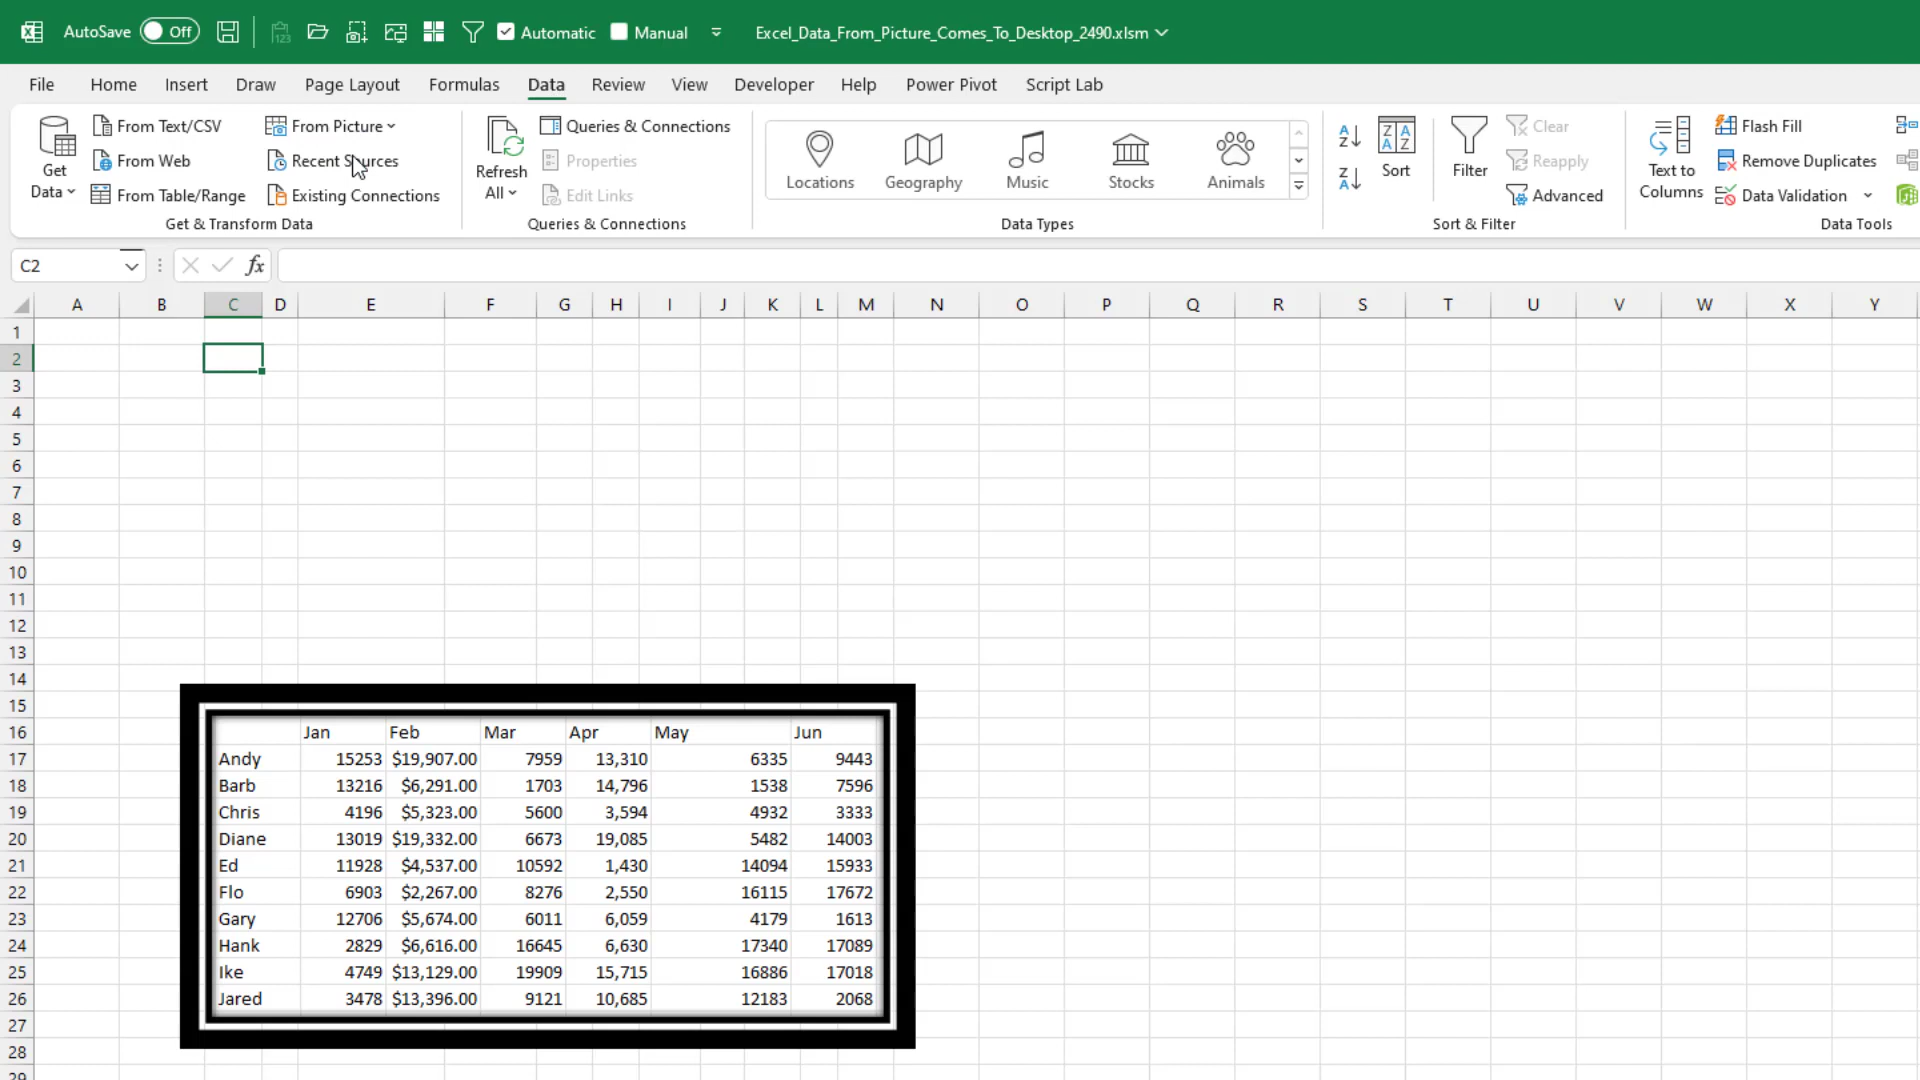 AutoSave Off Automatic Manual Excel_Data_From_Picture_Comes_To_Desktop_2490.xlsm
File Home Insert Draw Page Layout Formulas Data Review View Developer Help Power Pivot Script Lab
Get Data
From Text/CSV
From Web
From Table/Range
From Picture
Recent Sources
Existing Connections
Get & Transform Data
Refresh All
Queries & Connections
Properties
Edit Links
Queries & Connections
Locations Geography Music Stocks Animals
Data Types
Sort
Filter
Clear
Reapply
Advanced
Sort & Filter
Text to Columns
Flash Fill
Remove Duplicates
Data Validation
Data Tools
C2 fx
A B C D E F G H I J K L M N O P Q R S T U V W X Y
1
2
3
4
5
6
7
8
9
10
11
12
13
14
15
16 Jan Feb Mar Apr May Jun
17 Andy 15253 $19,907.00 7959 13,310 6335 9443
18 Barb 13216 $6,291.00 1703 14,796 1538 7596
19 Chris 4196 $5,323.00 5600 3,594 4932 3333
20 Diane 13019 $19,332.00 6673 19,085 5482 14003
21 Ed 11928 $4,537.00 10592 1,430 14094 15933
22 Flo 6903 $2,267.00 8276 2,550 16115 17672
23 Gary 12706 $5,674.00 6011 6,059 4179 1613
24 Hank 2829 $6,616.00 16645 6,630 17340 17089
25 Ike 4749 $13,129.00 19909 15,715 16886 17018
26 Jared 3478 $13,396.00 9121 10,685 12183 2068
27
28
29